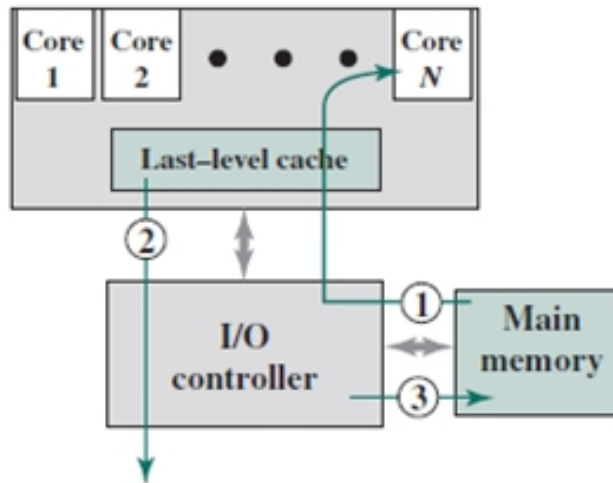 Core
1
Core
2
Core
N
Last–level cache
2
1
I/O
controller
Main
memory
3